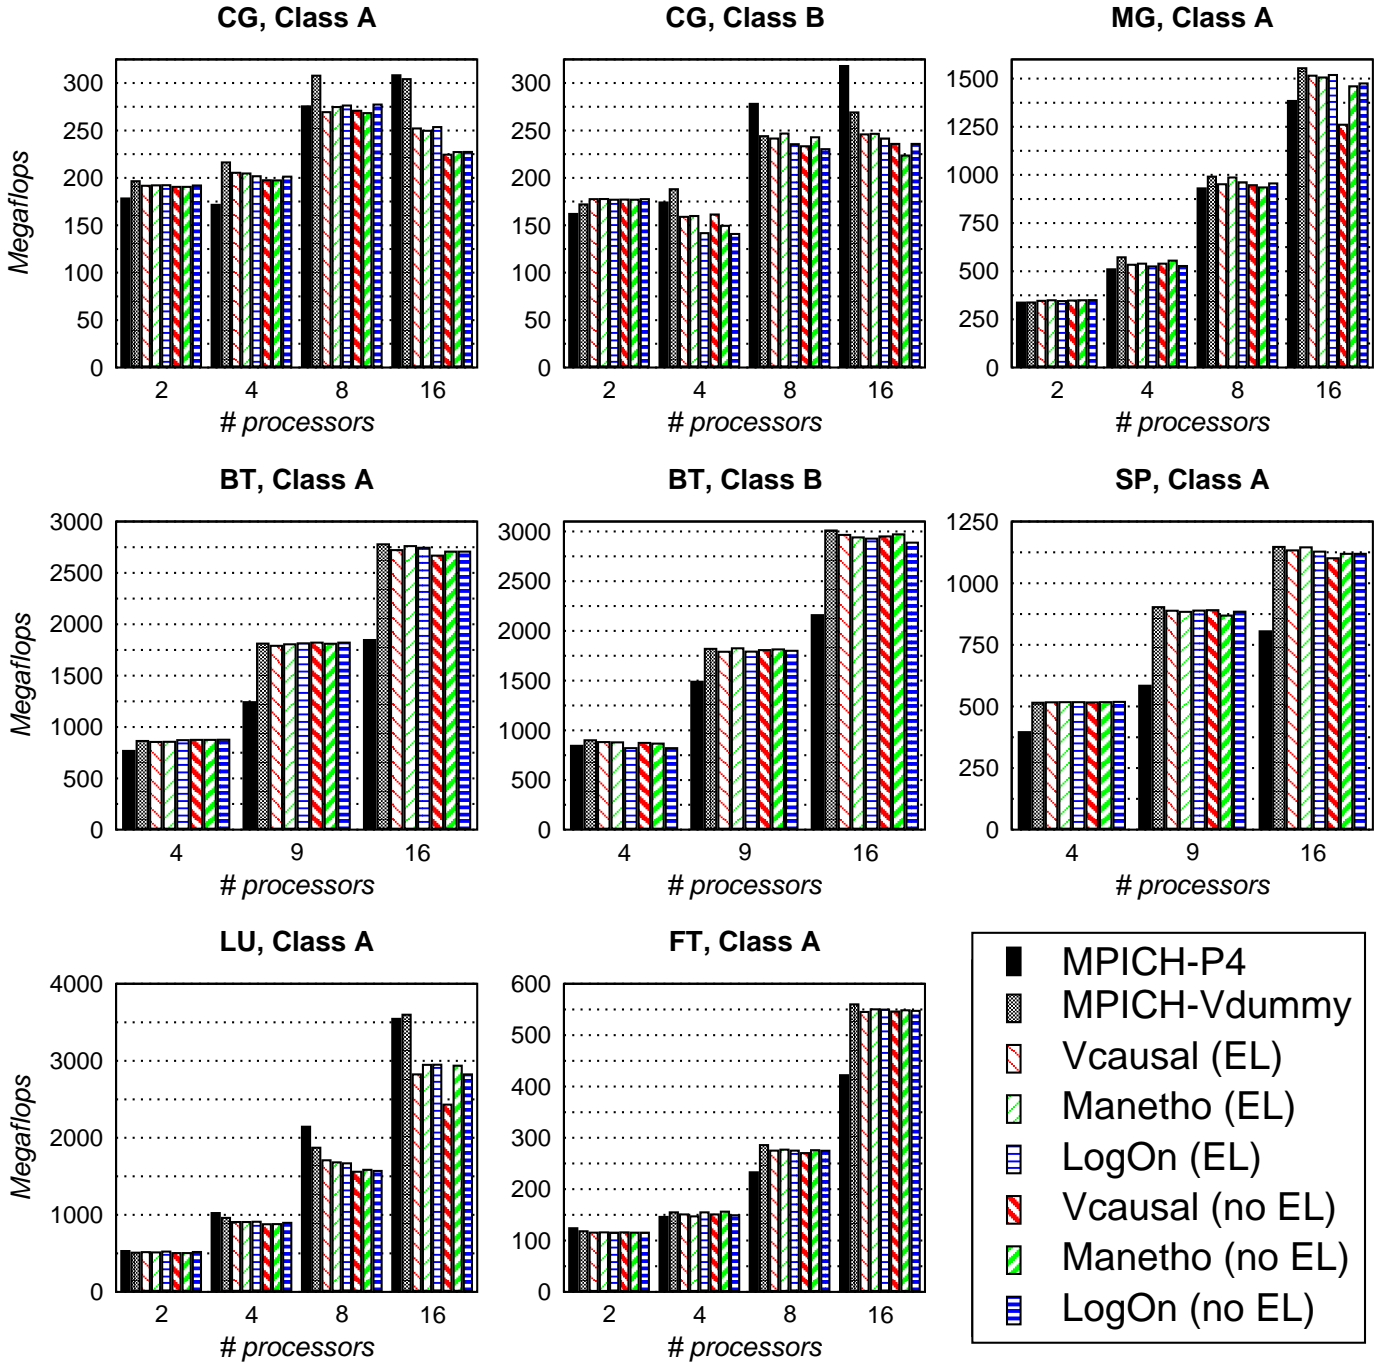 CG, Class A
Megaflops
300
250
200
150
100
50
0
2 4 8 16
# processors
CG, Class B
300
250
200
150
100
50
0
2 4 8 16
# processors
MG, Class A
1500
1250
1000
750
500
250
0
2 4 8 16
# processors
BT, Class A
Megaflops
3000
2500
2000
1500
1000
500
0
4 9 16
# processors
BT, Class B
3000
2500
2000
1500
1000
500
0
4 9 16
# processors
SP, Class A
1250
1000
750
500
250
0
4 9 16
# processors
LU, Class A
Megaflops
4000
3000
2000
1000
0
2 4 8 16
# processors
FT, Class A
600
500
400
300
200
100
0
2 4 8 16
# processors
MPICH-P4
MPICH-Vdummy
Vcausal (EL)
Manetho (EL)
LogOn (EL)
Vcausal (no EL)
Manetho (no EL)
LogOn (no EL)